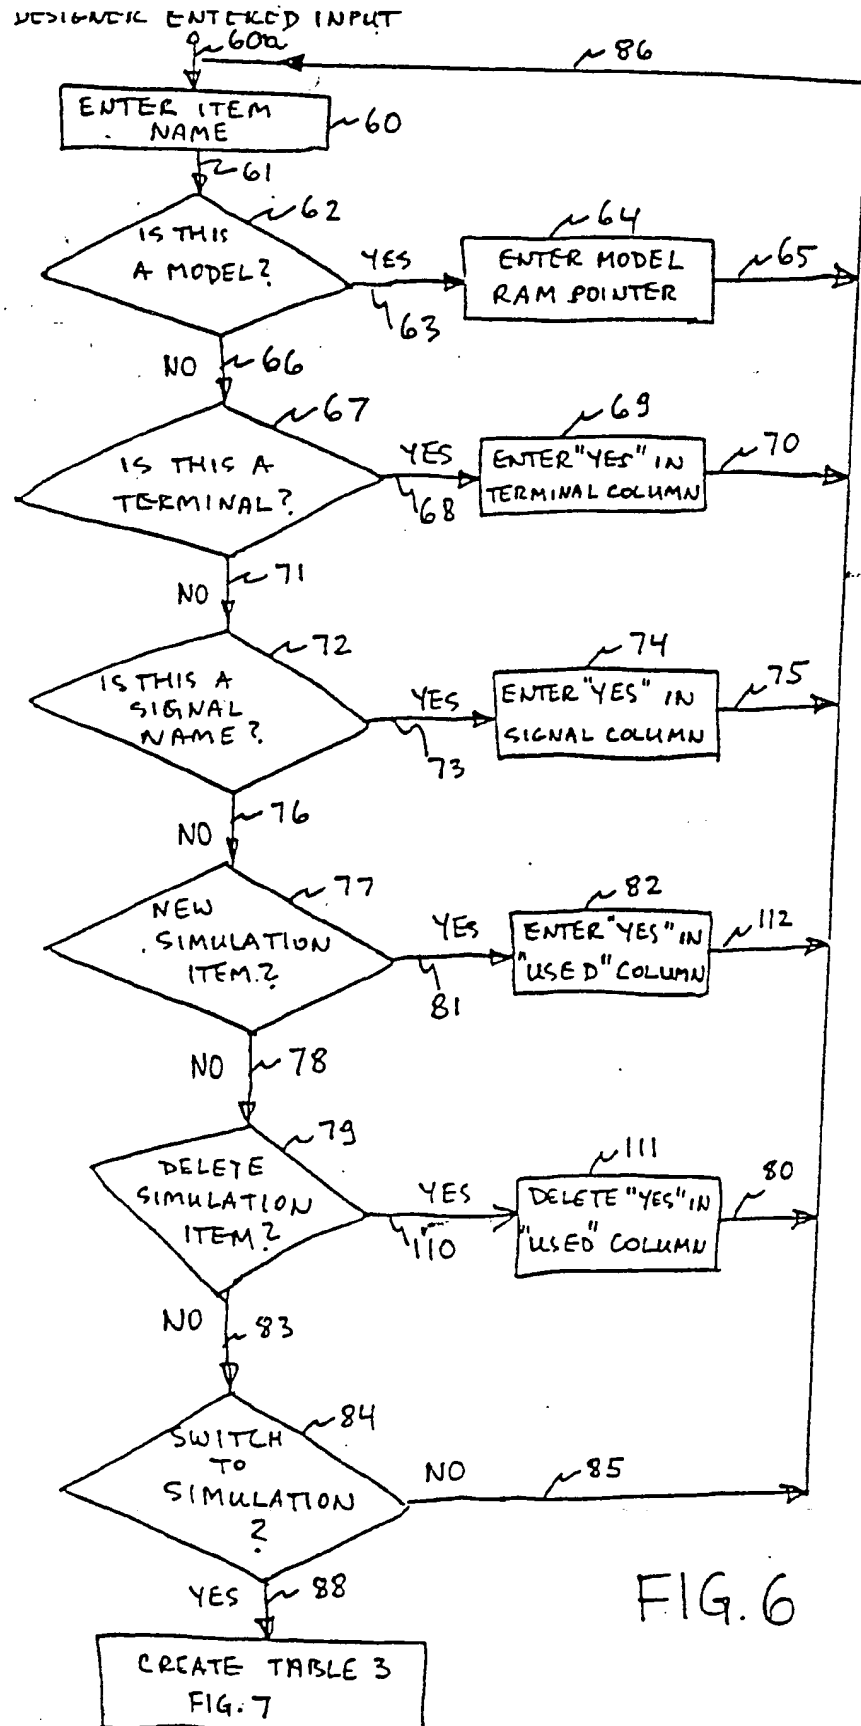 DESIGNER ENTERED INPUT
60a
86
ENTER ITEM
NAME
60
61
62
IS THIS
A MODEL?
YES
63
64
ENTER MODEL
RAM POINTER
65
NO
66
67
IS THIS A
TERMINAL?
YES
68
69
ENTER "YES" IN
TERMINAL COLUMN
70
NO
71
72
IS THIS A
SIGNAL
NAME?
YES
73
74
ENTER "YES" IN
SIGNAL COLUMN
75
NO
76
77
NEW
SIMULATION
ITEM?
YES
81
82
ENTER "YES" IN
"USED" COLUMN
112
NO
78
79
DELETE
SIMULATION
ITEM?
YES
110
111
DELETE "YES" IN
"USED" COLUMN
80
NO
83
84
SWITCH
TO
SIMULATION
?
NO
85
YES
88
CREATE TABLE 3
FIG. 7
FIG. 6